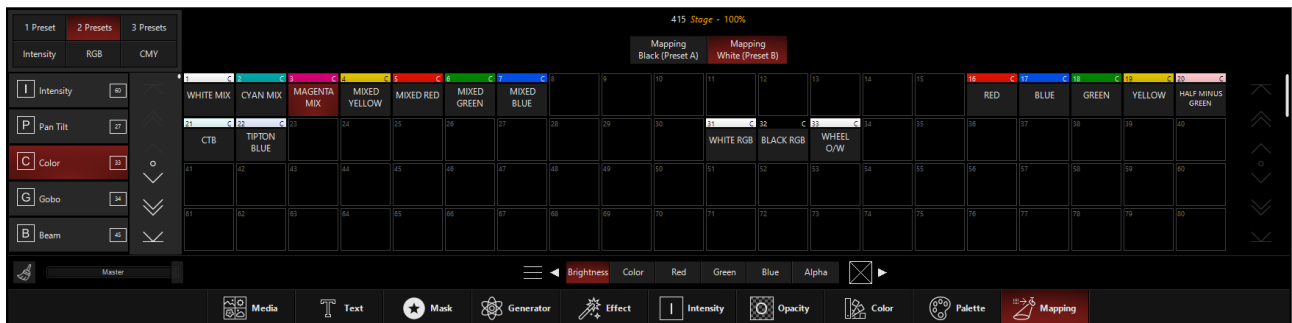 415 Stage - 100%
1 Preset 2 Presets 3 Presets
Intensity RGB CMY
Mapping
Black (Preset A)
Mapping
White (Preset B)
I Intensity 60
P Pan Tilt 27
C Color 33
G Gobo 34
B Beam 45
1 C 2 C 3 C 4 C 5 C 6 C 7 C 8 9 10 11 12 13 14 15 16 C 17 C 18 C 19 C 20 C
WHITE MIX CYAN MIX MAGENTA MIX MIXED YELLOW MIXED RED MIXED GREEN MIXED BLUE RED BLUE GREEN YELLOW HALF MINUS GREEN
21 C 22 C 23 24 25 26 27 28 29 30 31 C 32 C 33 C 34 35 36 37 38 39 40
CTB TIPTON BLUE WHITE RGB BLACK RGB WHEEL O/W
41 42 43 44 45 46 47 48 49 50 51 52 53 54 55 56 57 58 59 60
61 62 63 64 65 66 67 68 69 70 71 72 73 74 75 76 77 78 79 80
Master
Brightness Color Red Green Blue Alpha
Media Text Mask Generator Effect Intensity Opacity Color Palette Mapping